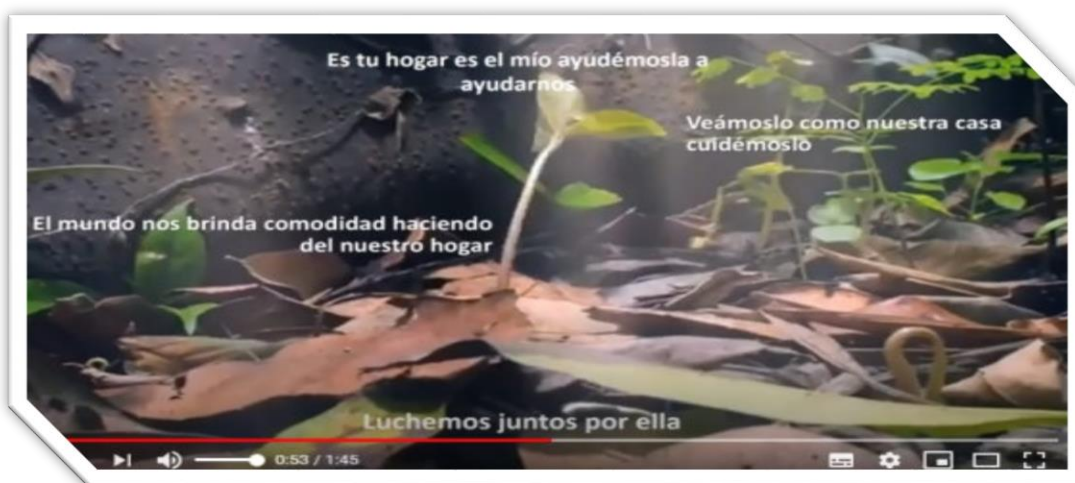 Es tu hogar es el mío ayudémosla a
ayudarnos
Veámoslo como nuestra casa
cuidémoslo
El mundo nos brinda comodidad haciendo
del nuestro hogar
Luchemos juntos por ella
0:53 / 1:45